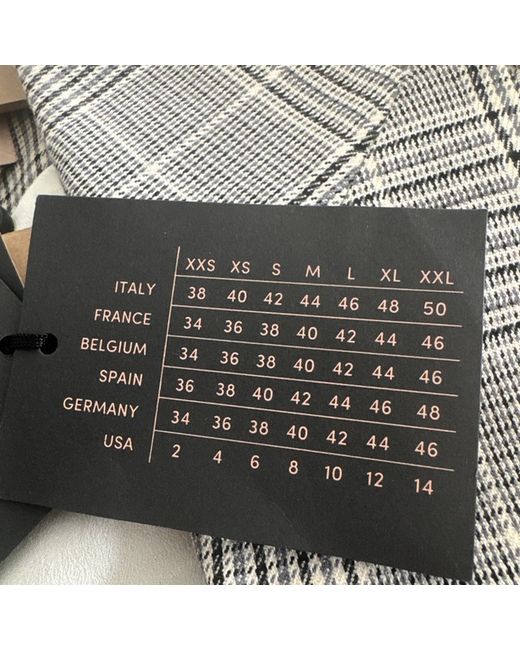 XXS XS S M L XL XXL
ITALY 38 40 42 44 46 48 50
FRANCE 34 36 38 40 42 44 46
BELGIUM 34 36 38 40 42 44 46
SPAIN 36 38 40 42 44 46 48
GERMANY 34 36 38 40 42 44 46
USA 2 4 6 8 10 12 14